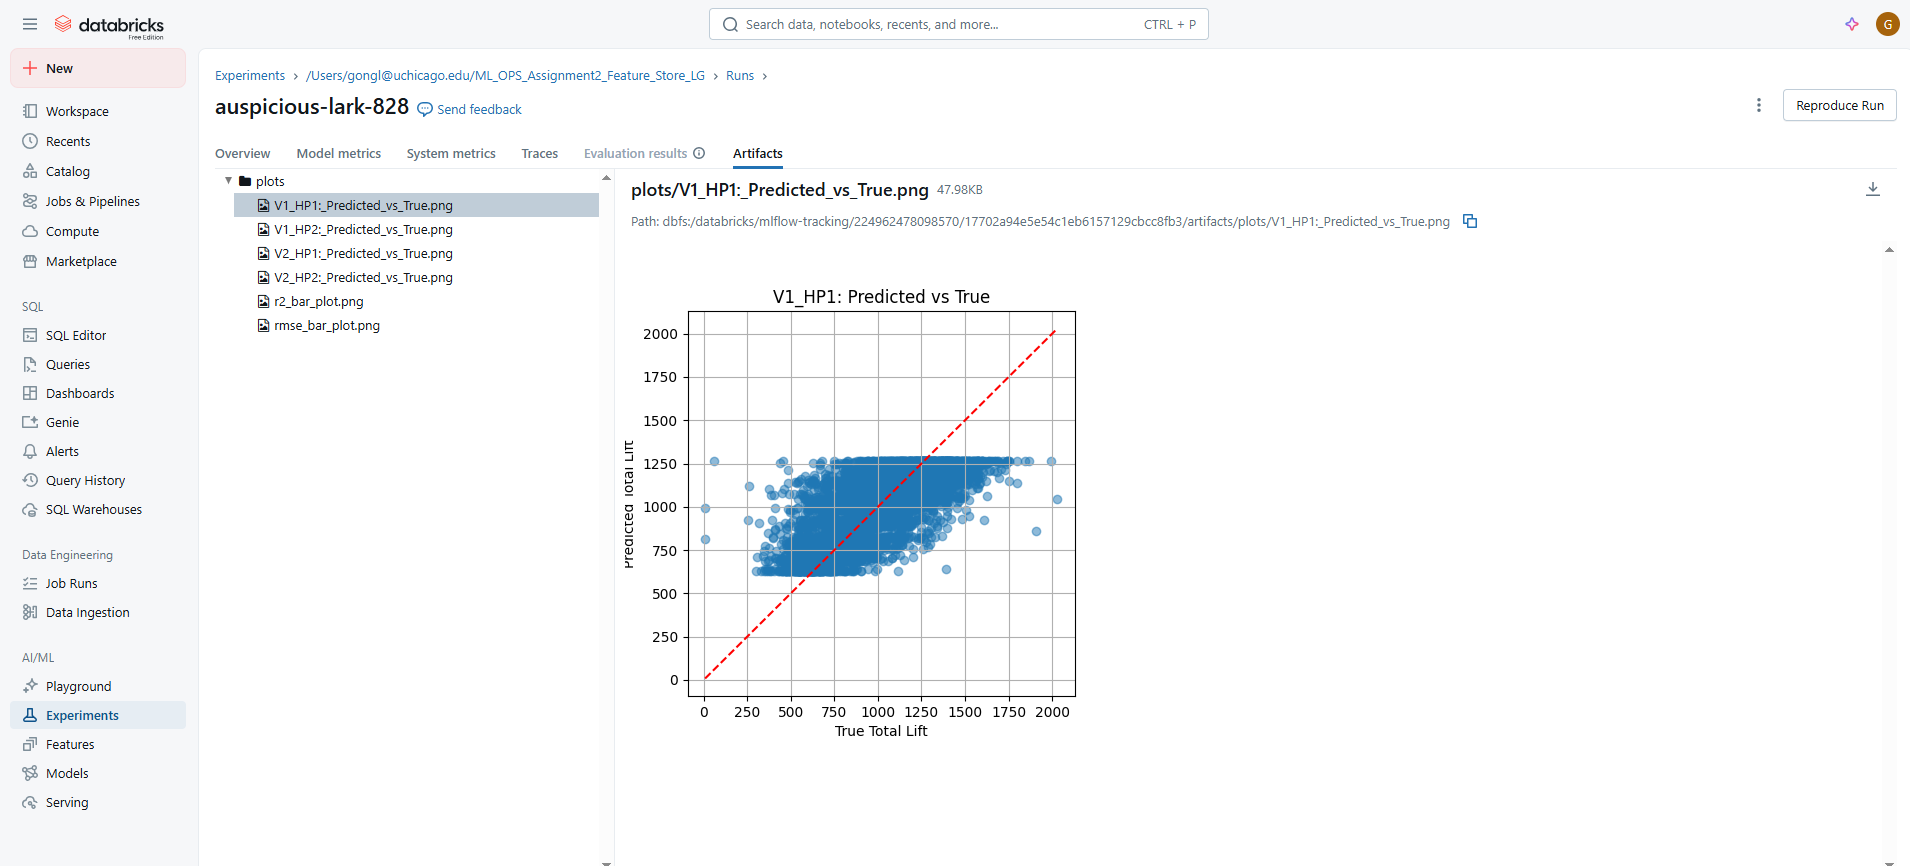 databricks
Free Edition
Search data, notebooks, recents, and more...
CTRL + P
G
New
Workspace
Recents
Catalog
Jobs & Pipelines
Compute
Marketplace
SQL
SQL Editor
Queries
Dashboards
Genie
Alerts
Query History
SQL Warehouses
Data Engineering
Job Runs
Data Ingestion
AI/ML
Playground
Experiments
Features
Models
Serving
Experiments > /Users/gongl@uchicago.edu/ML_OPS_Assignment2_Feature_Store_LG > Runs >
auspicious-lark-828
Send feedback
Reproduce Run
Overview
Model metrics
System metrics
Traces
Evaluation results
Artifacts
plots
V1_HP1:_Predicted_vs_True.png
V1_HP2:_Predicted_vs_True.png
V2_HP1:_Predicted_vs_True.png
V2_HP2:_Predicted_vs_True.png
r2_bar_plot.png
rmse_bar_plot.png
plots/V1_HP1:_Predicted_vs_True.png 47.98KB
Path: dbfs:/databricks/mlflow-tracking/224962478098570/17702a94e5e54c1eb6157129cbcc8fb3/artifacts/plots/V1_HP1:_Predicted_vs_True.png
V1_HP1: Predicted vs True
2000
1750
1500
1250
1000
750
500
250
0
Predicted Total Lift
0 250 500 750 1000 1250 1500 1750 2000
True Total Lift